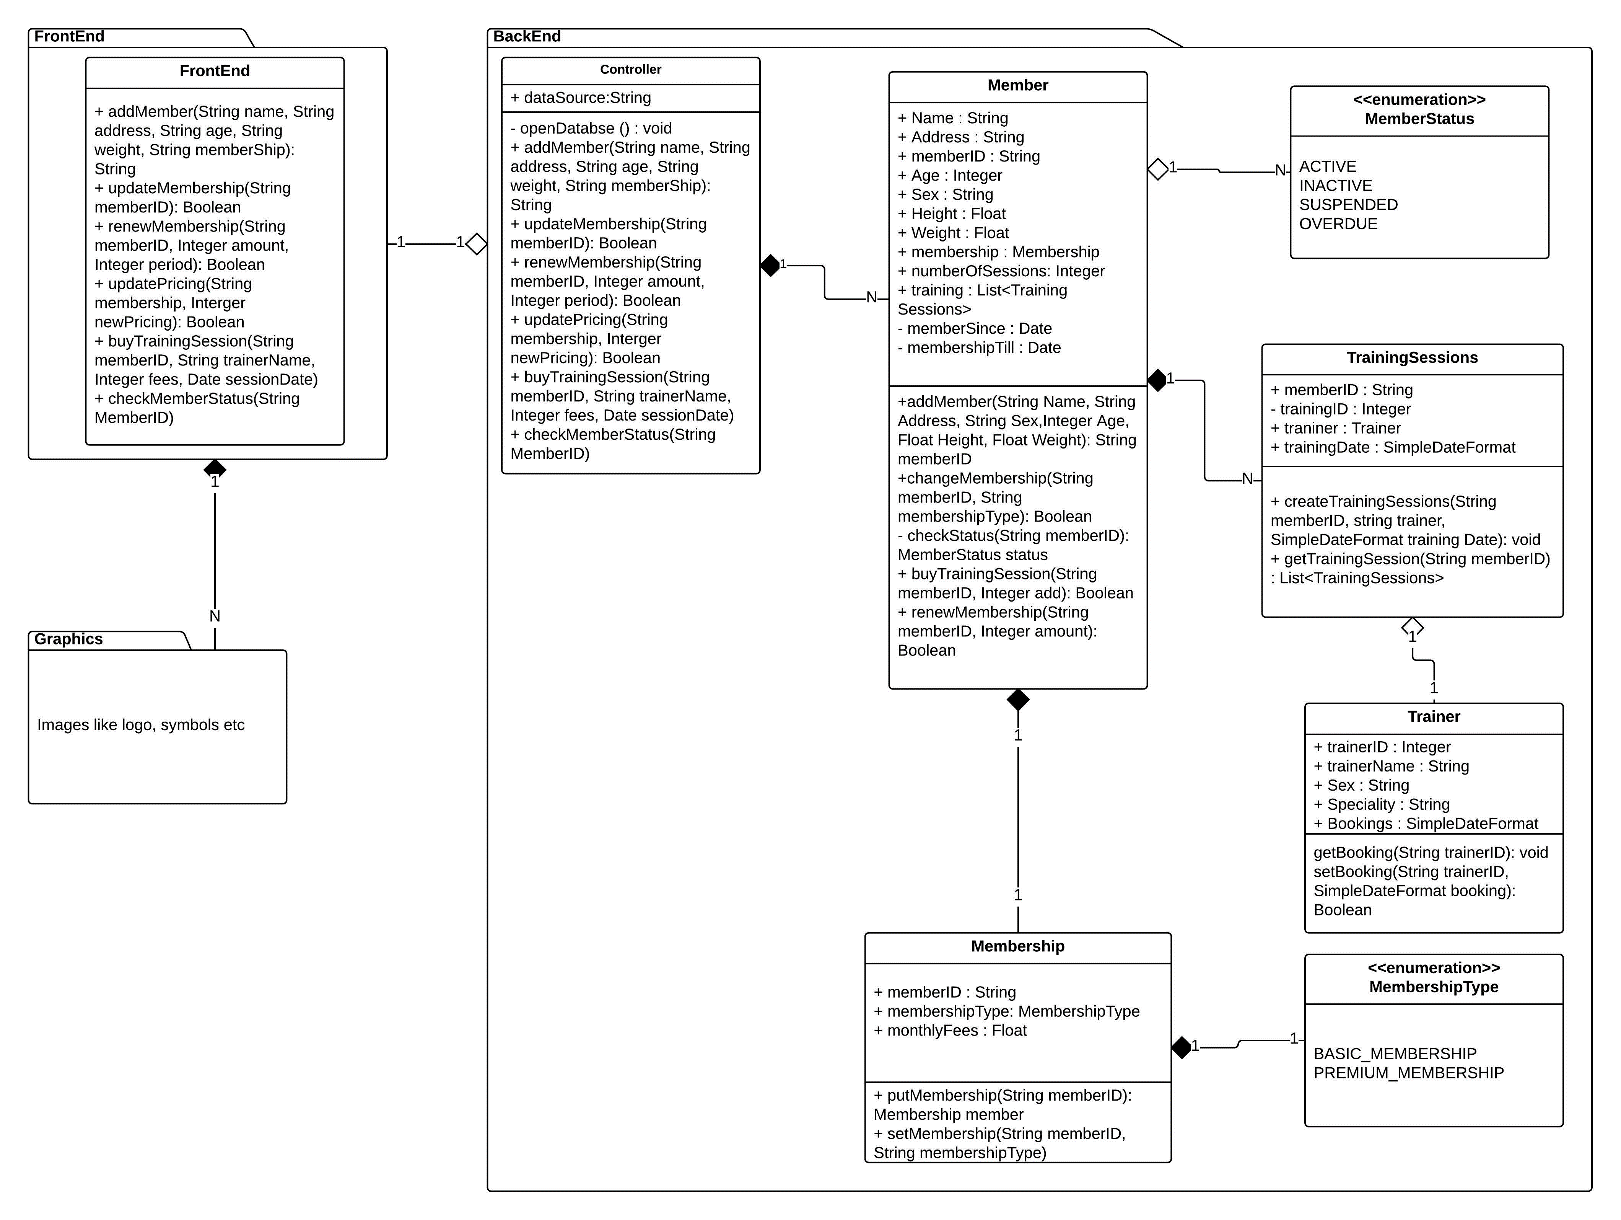 FrontEnd
FrontEnd
+ addMember(String name, String
address, String age, String
weight, String memberShip):
String
+ updateMembership(String
memberID): Boolean
+ renewMembership(String
memberID, Integer amount,
Integer period): Boolean
+ updatePricing(String
membership, Interger
newPricing): Boolean
+ buyTrainingSession(String
memberID, String trainerName,
Integer fees, Date sessionDate)
+ checkMemberStatus(String
MemberID)
1
1
1
N
Graphics
Images like logo, symbols etc
BackEnd
Controller
+ dataSource:String
- openDatabse () : void
+ addMember(String name, String
address, String age, String
weight, String memberShip):
String
+ updateMembership(String
memberID): Boolean
+ renewMembership(String
memberID, Integer amount,
Integer period): Boolean
+ updatePricing(String
membership, Interger
newPricing): Boolean
+ buyTrainingSession(String
memberID, String trainerName,
Integer fees, Date sessionDate)
+ checkMemberStatus(String
MemberID)
1
N
Member
+ Name : String
+ Address : String
+ memberID : String
+ Age : Integer
+ Sex : String
+ Height : Float
+ Weight : Float
+ membership : Membership
+ numberOfSessions: Integer
+ training : List<Training
Sessions>
- memberSince : Date
- membershipTill : Date
+addMember(String Name, String
Address, String Sex,Integer Age,
Float Height, Float Weight): String
memberID
+changeMembership(String
memberID, String
membershipType): Boolean
- checkStatus(String memberID):
MemberStatus status
+ buyTrainingSession(String
memberID, Integer add): Boolean
+ renewMembership(String
memberID, Integer amount):
Boolean
1
N
<<enumeration>>
MemberStatus
ACTIVE
INACTIVE
SUSPENDED
OVERDUE
1
N
TrainingSessions
+ memberID : String
- trainingID : Integer
+ traniner : Trainer
+ trainingDate : SimpleDateFormat
+ createTrainingSessions(String
memberID, string trainer,
SimpleDateFormat training Date): void
+ getTrainingSession(String memberID)
: List<TrainingSessions>
1
1
Trainer
+ trainerID : Integer
+ trainerName : String
+ Sex : String
+ Speciality : String
+ Bookings : SimpleDateFormat
getBooking(String trainerID): void
setBooking(String trainerID,
SimpleDateFormat booking):
Boolean
1
1
Membership
+ memberID : String
+ membershipType: MembershipType
+ monthlyFees : Float
+ putMembership(String memberID):
Membership member
+ setMembership(String memberID,
String membershipType)
1
1
<<enumeration>>
MembershipType
BASIC_MEMBERSHIP
PREMIUM_MEMBERSHIP